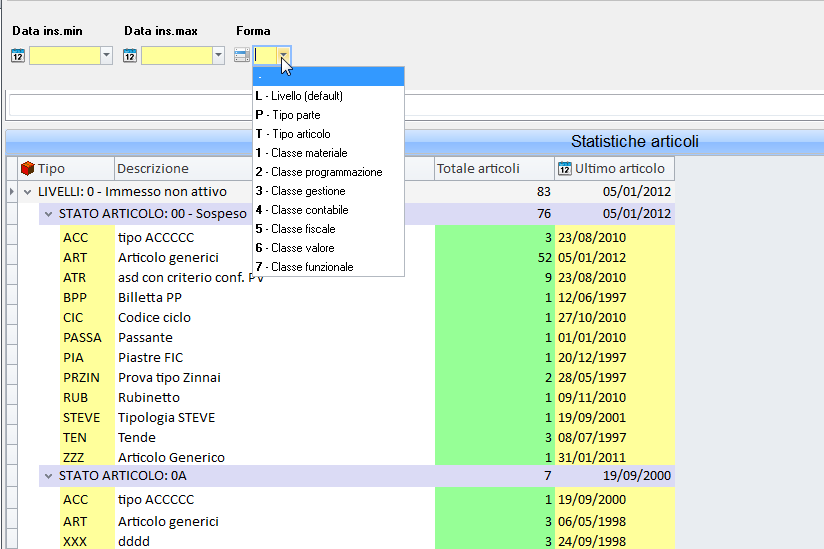 Data ins.min Data ins.max Forma
12 12
.
L - Livello (default)
P - Tipo parte
T - Tipo articolo
1 - Classe materiale
2 - Classe programmazione
3 - Classe gestione
4 - Classe contabile
5 - Classe fiscale
6 - Classe valore
7 - Classe funzionale
Statistiche articoli
Tipo Descrizione Totale articoli 12 Ultimo articolo
LIVELLI: 0 - Immesso non attivo 83 05/01/2012
STATO ARTICOLO: 00 - Sospeso 76 05/01/2012
ACC tipo ACCCCC 3 23/08/2010
ART Articolo generici 52 05/01/2012
ATR asd con criterio conf. PV 9 23/08/2010
BPP Billetta PP 1 12/06/1997
CIC Codice ciclo 1 27/10/2010
PASSA Passante 1 01/01/2010
PIA Piastre FIC 1 20/12/1997
PRZIN Prova tipo Zinnai 2 28/05/1997
RUB Rubinetto 1 09/11/2010
STEVE Tipologia STEVE 1 19/09/2001
TEN Tende 3 08/07/1997
ZZZ Articolo Generico 1 31/01/2011
STATO ARTICOLO: 0A 7 19/09/2000
ACC tipo ACCCCC 1 19/09/2000
ART Articolo generici 3 06/05/1998
XXX dddd 3 24/09/1998